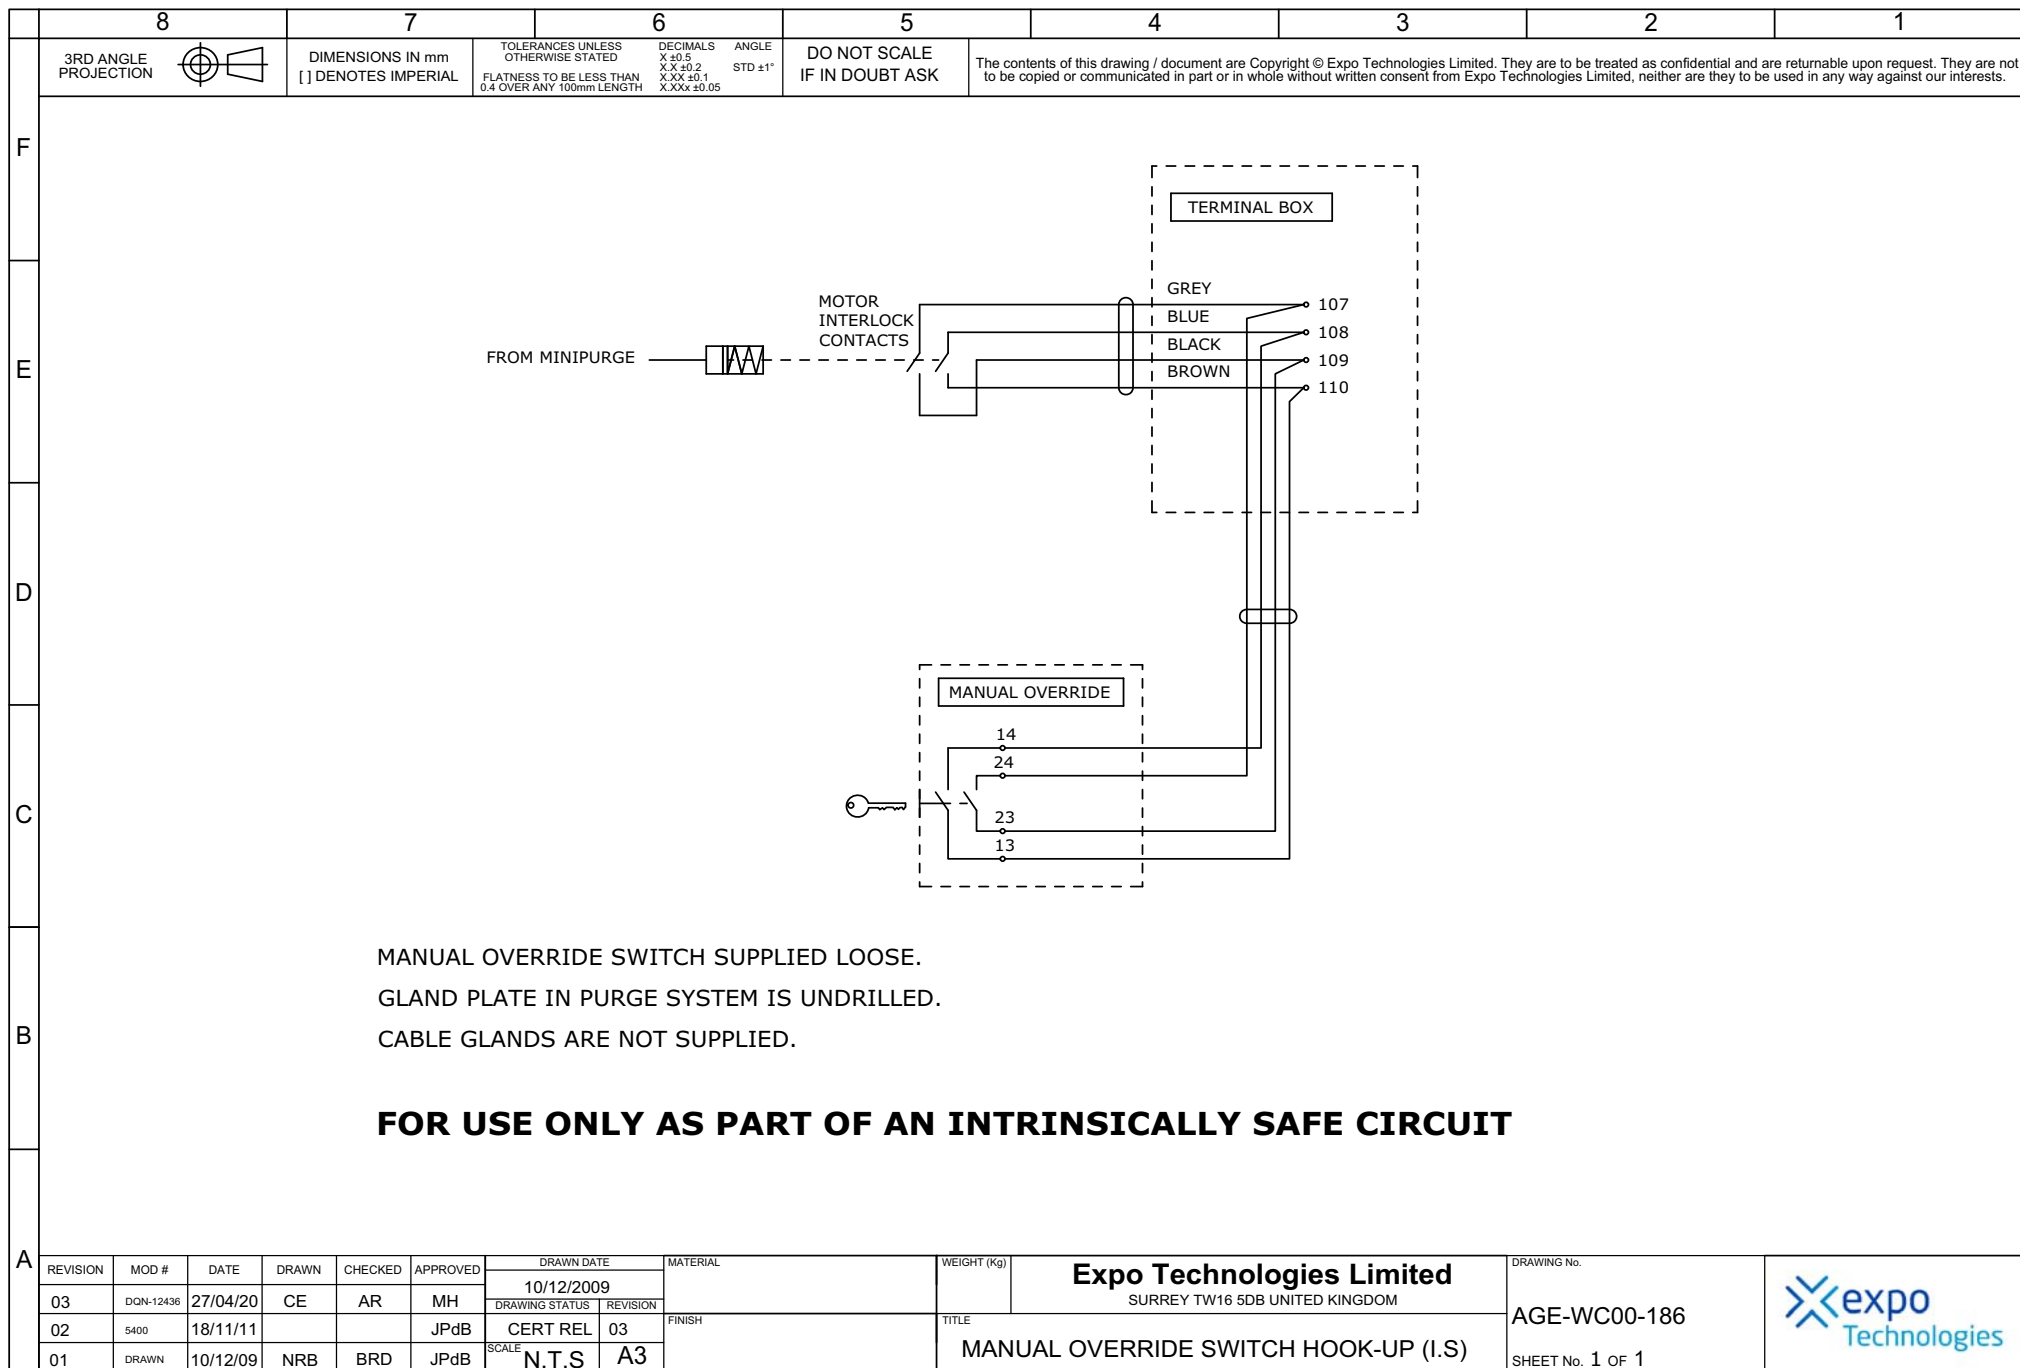 8 7 6 5 4 3 2 1
3RD ANGLE
PROJECTION
DIMENSIONS IN mm
[ ] DENOTES IMPERIAL
TOLERANCES UNLESS
OTHERWISE STATED
FLATNESS TO BE LESS THAN
0.4 OVER ANY 100mm LENGTH
DECIMALS
X ±0.5
X.X ±0.2
X.XX ±0.1
X.XXx ±0.05
ANGLE
STD ±1°
DO NOT SCALE
IF IN DOUBT ASK
The contents of this drawing / document are Copyright © Expo Technologies Limited. They are to be treated as confidential and are returnable upon request. They are not
to be copied or communicated in part or in whole without written consent from Expo Technologies Limited, neither are they to be used in any way against our interests.
F
E
D
C
B
A
TERMINAL BOX
MOTOR
INTERLOCK
CONTACTS
FROM MINIPURGE
GREY
107
BLUE
108
BLACK
109
BROWN
110
MANUAL OVERRIDE
14
24
23
13
MANUAL OVERRIDE SWITCH SUPPLIED LOOSE.
GLAND PLATE IN PURGE SYSTEM IS UNDRILLED.
CABLE GLANDS ARE NOT SUPPLIED.
FOR USE ONLY AS PART OF AN INTRINSICALLY SAFE CIRCUIT
REVISION MOD # DATE DRAWN CHECKED APPROVED
03 DQN-12436 27/04/20 CE AR MH
02 5400 18/11/11 JPdB
01 DRAWN 10/12/09 NRB BRD JPdB
DRAWN DATE
10/12/2009
DRAWING STATUS REVISION
CERT REL 03
SCALE N.T.S A3
MATERIAL
FINISH
WEIGHT (Kg)
Expo Technologies Limited
SURREY TW16 5DB UNITED KINGDOM
TITLE
MANUAL OVERRIDE SWITCH HOOK-UP (I.S)
DRAWING No.
AGE-WC00-186
SHEET No. 1 OF 1
expo
Technologies